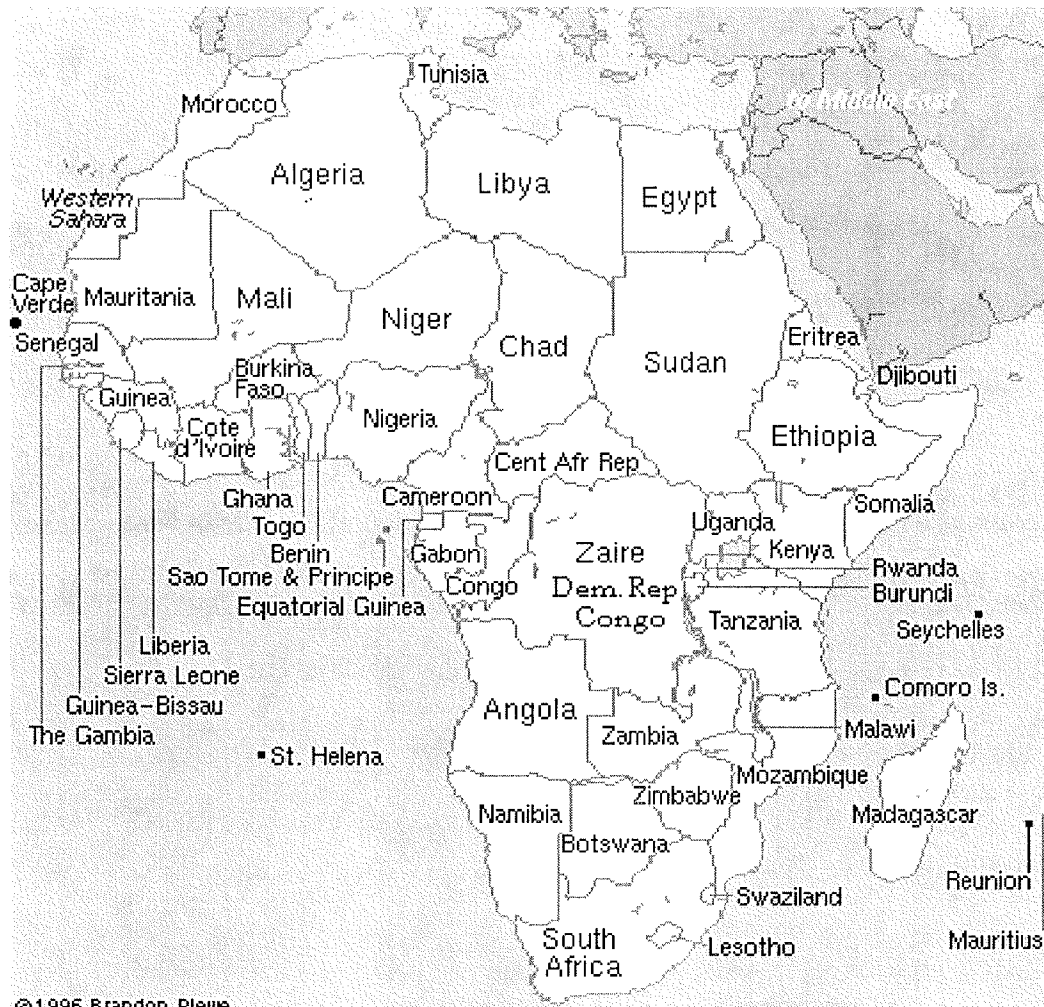 Tunisia
to Middle East
Morocco
Algeria
Libya
Egypt
Western
Sahara
Cape
Verde
Mauritania
Mali
Niger
Chad
Sudan
Eritrea
Senegal
Burkina
Faso
Djibouti
Guinea
Nigeria
Cote
d'Ivoire
Ethiopia
Cent Afr Rep
Ghana
Cameroon
Somalia
Togo
Uganda
Benin
Gabon
Zaire
Kenya
Sao Tome & Principe
Rwanda
Congo
Dem. Rep
Congo
Burundi
Equatorial Guinea
Tanzania
Seychelles
Liberia
Sierra Leone
Guinea-Bissau
Comoro Is.
The Gambia
Angola
Zambia
Malawi
St. Helena
Mozambique
Zimbabwe
Namibia
Madagascar
Botswana
Reunion
Swaziland
South
Africa
Lesotho
Mauritius
Brandon